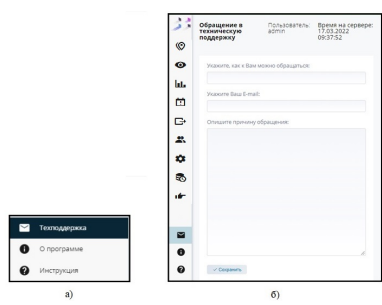 Обращение в
техническую
поддержку
Пользователь:
admin
Время на сервере:
17.03.2022
09:37:52
Укажите, как к Вам можно обращаться:
Укажите Ваш E-mail:
Опишите причину обращения:
✓ Сохранить
Техподдержка
О программе
Инструкция
а)
б)